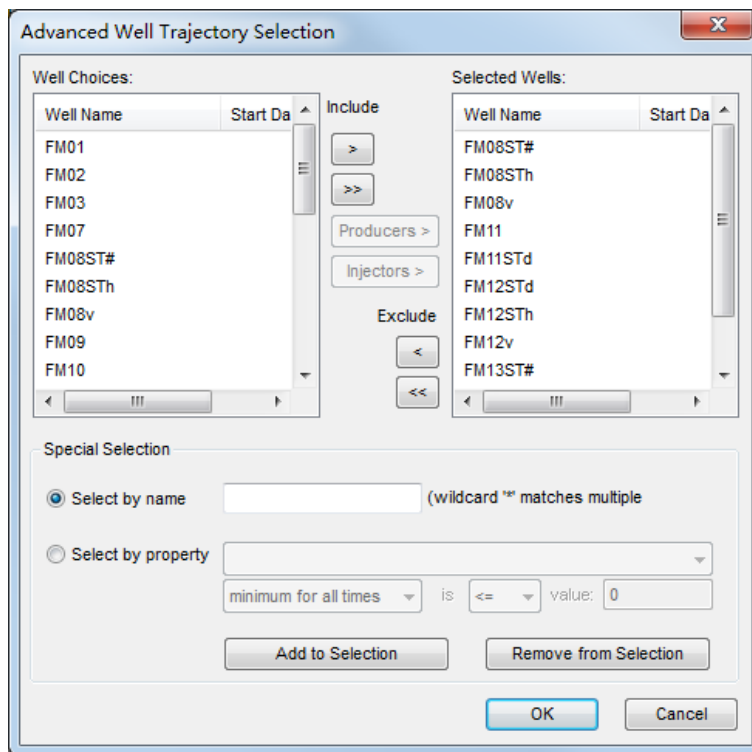 Advanced Well Trajectory Selection
X
Well Choices:
Well Name Start Da
FM01
FM02
FM03
FM07
FM08ST#
FM08STh
FM08v
FM09
FM10
Include
>
>>
Producers >
Injectors >
Exclude
<
<<
Selected Wells:
Well Name Start Da
FM08ST#
FM08STh
FM08v
FM11
FM11STd
FM12STd
FM12STh
FM12v
FM13ST#
Special Selection
Select by name (wildcard '*' matches multiple
Select by property
minimum for all times is <= value: 0
Add to Selection Remove from Selection
OK Cancel